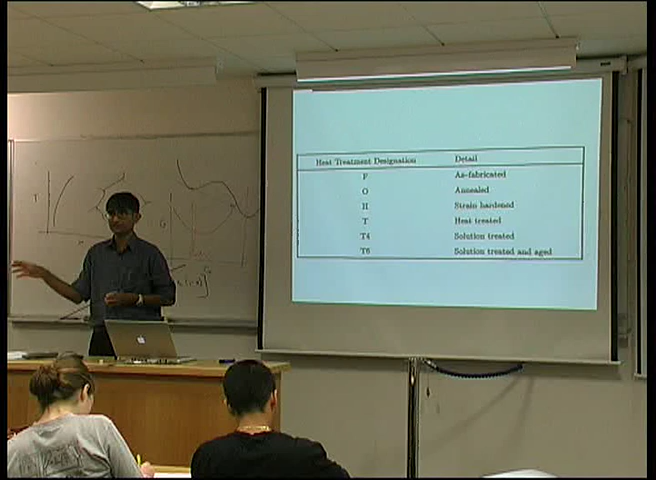 Heat Treatment Designation Detail
F As-fabricated
O Annealed
H Strain hardened
T Heat treated
T4 Solution treated
T6 Solution treated and aged
T
G